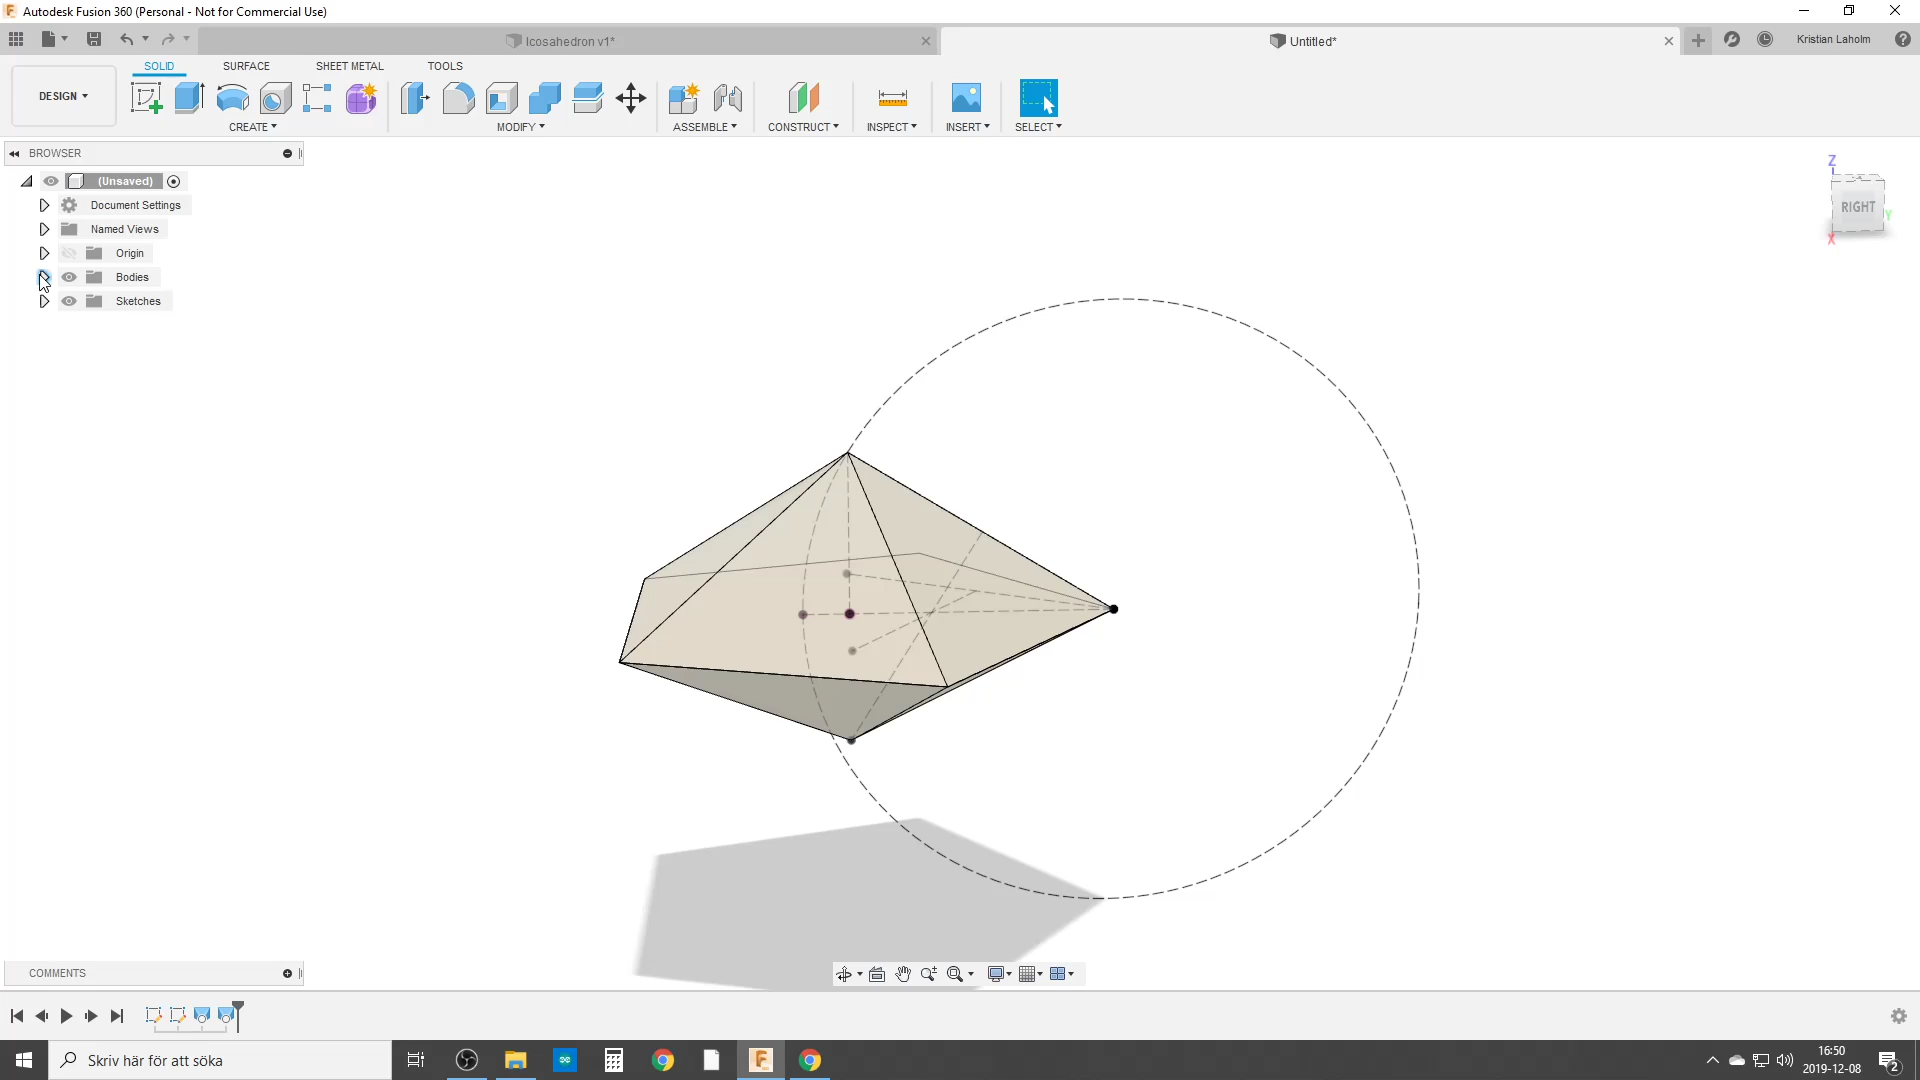 Autodesk Fusion 360 (Personal - Not for Commercial Use)
Icosahedron v1*
Untitled*
Kristian Laholm
DESIGN
SOLID
SURFACE
SHEET METAL
TOOLS
CREATE
MODIFY
ASSEMBLE
CONSTRUCT
INSPECT
INSERT
SELECT
BROWSER
(Unsaved)
Document Settings
Named Views
Origin
Bodies
Sketches
Z
RIGHT
Y
X
COMMENTS
Skriv här för att söka
16:50
2019-12-08
2